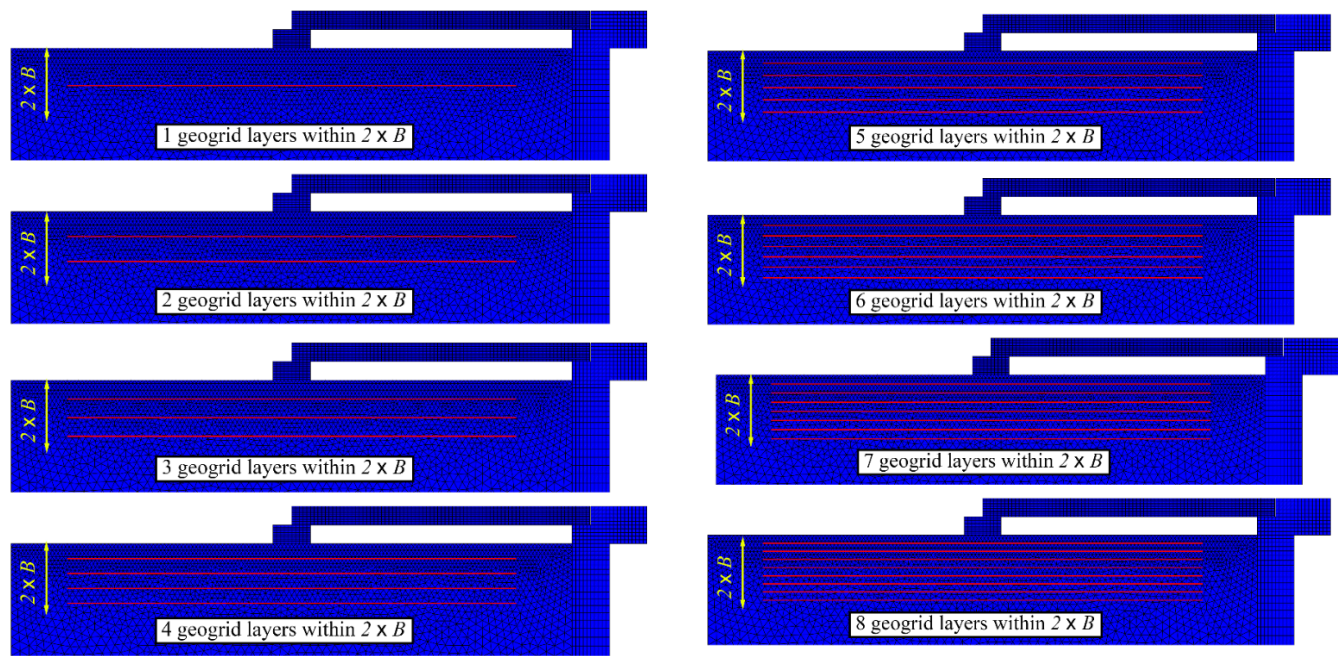 2 x B
1 geogrid layers within 2 x B
2 x B
2 geogrid layers within 2 x B
2 x B
3 geogrid layers within 2 x B
2 x B
4 geogrid layers within 2 x B
2 x B
5 geogrid layers within 2 x B
2 x B
6 geogrid layers within 2 x B
2 x B
7 geogrid layers within 2 x B
2 x B
8 geogrid layers within 2 x B